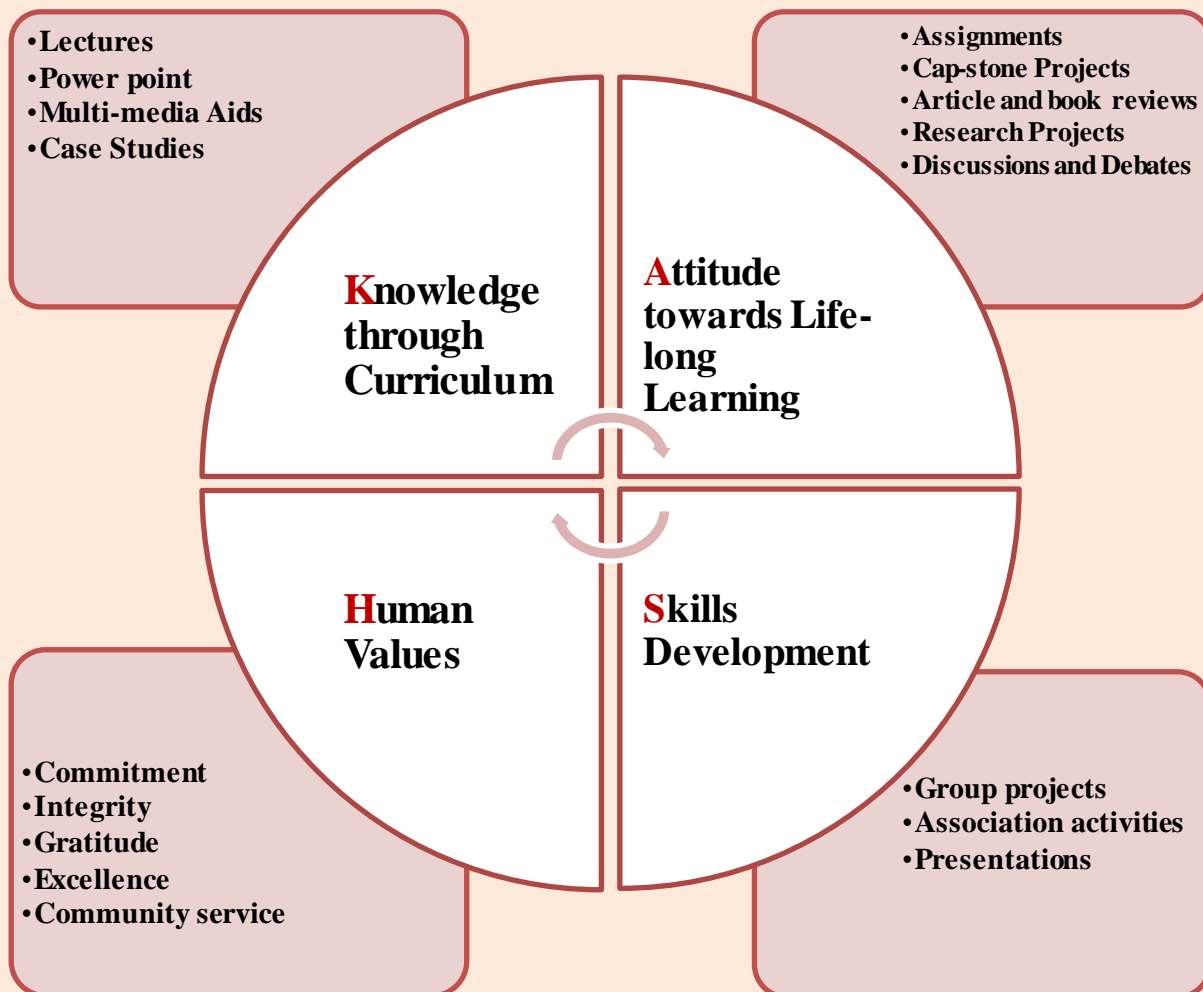 •Lectures
•Power point
•Multi-media Aids
•Case Studies
•Assignments
•Cap-stone Projects
•Article and book reviews
•Research Projects
•Discussions and Debates
Knowledge
through
Curriculum
Attitude
towards Life-
long
Learning
Human
Values
Skills
Development
•Commitment
•Integrity
•Gratitude
•Excellence
•Community service
•Group projects
•Association activities
•Presentations